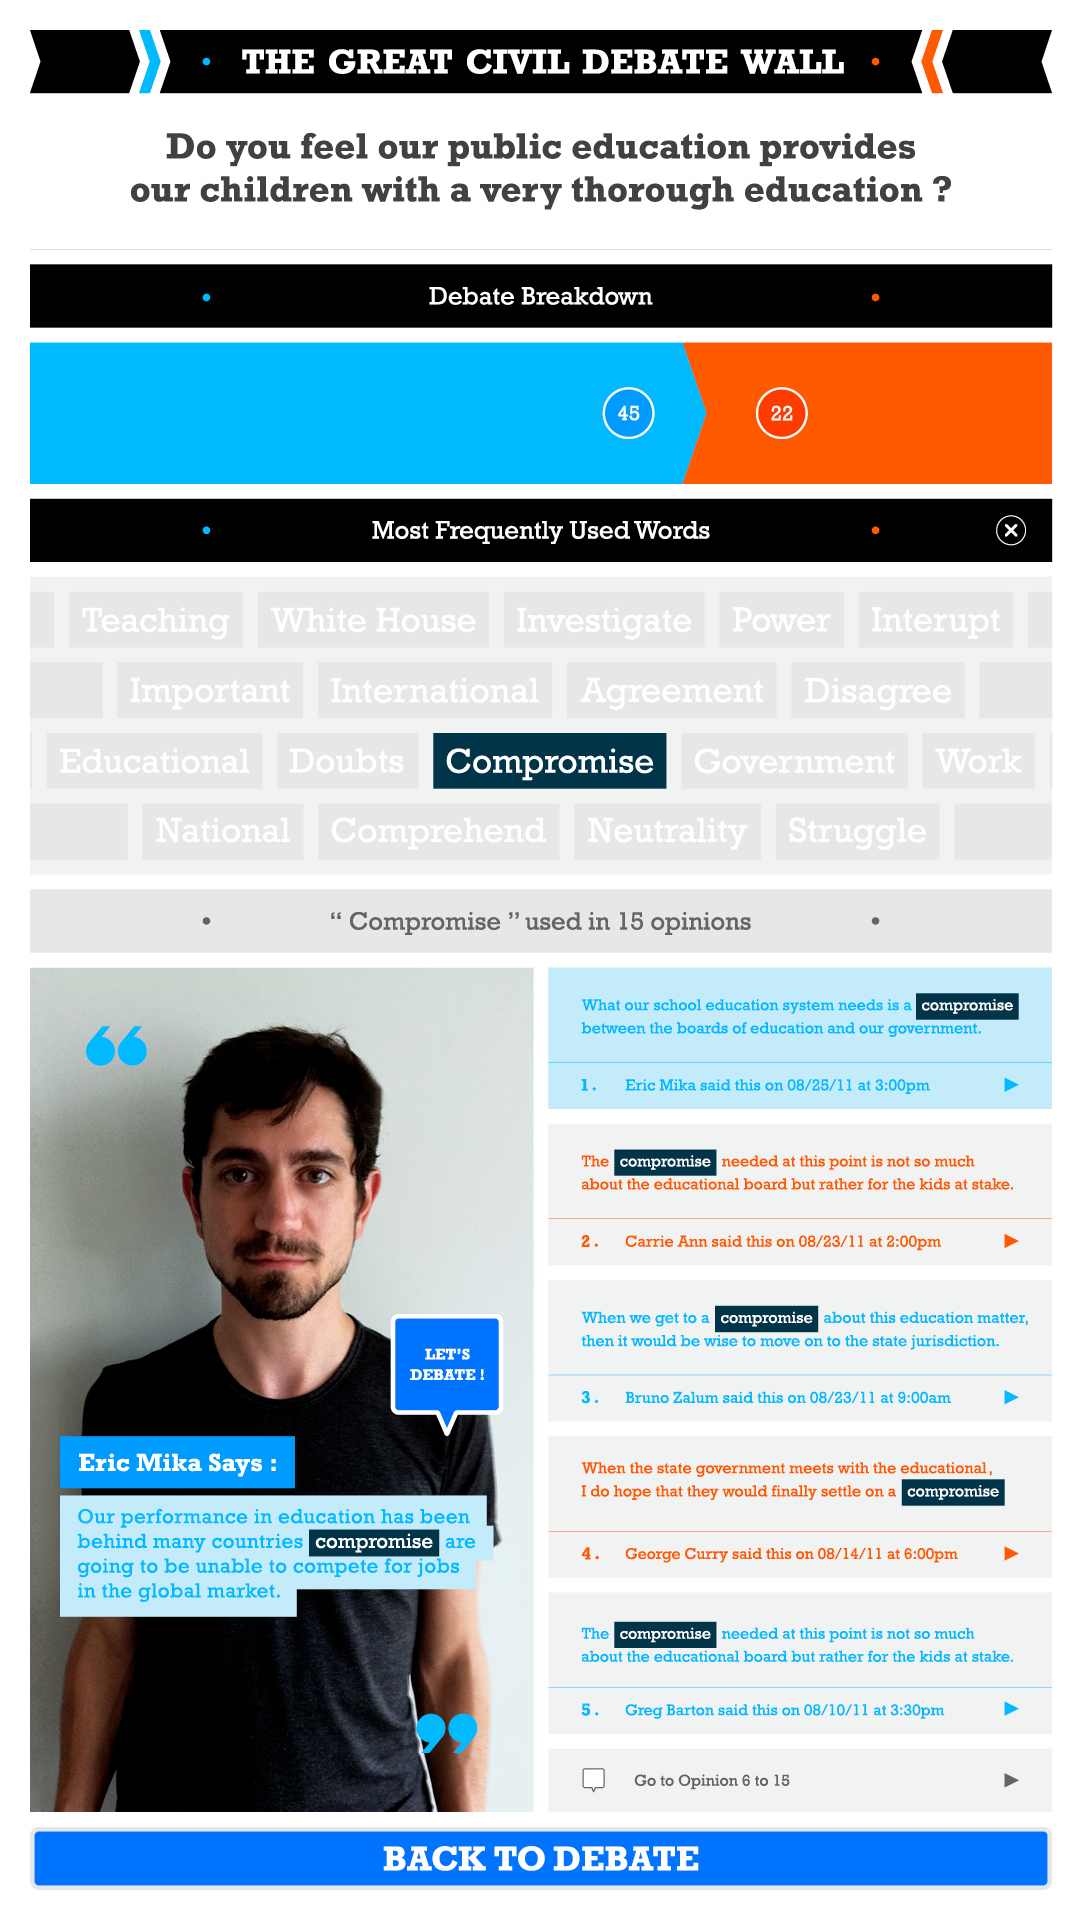 THE GREAT CIVIL DEBATE WALL
Do you feel our public education provides
our children with a very thorough education ?
Debate Breakdown
45
22
Most Frequently Used Words
Teaching White House Investigate Power Interupt
Important International Agreement Disagree
Educational Doubts Compromise Government Work
National Comprehend Neutrality Struggle
“ Compromise ” used in 15 opinions
“
LET'S
DEBATE !
Eric Mika Says :
Our performance in education has been
behind many countries compromise are
going to be unable to compete for jobs
in the global market.
”
What our school education system needs is a compromise
between the boards of education and our government.
1. Eric Mika said this on 08/25/11 at 3:00pm
The compromise needed at this point is not so much
about the educational board but rather for the kids at stake.
2. Carrie Ann said this on 08/23/11 at 2:00pm
When we get to a compromise about this education matter,
then it would be wise to move on to the state jurisdiction.
3. Bruno Zalum said this on 08/23/11 at 9:00am
When the state government meets with the educational,
I do hope that they would finally settle on a compromise
4. George Curry said this on 08/14/11 at 6:00pm
The compromise needed at this point is not so much
about the educational board but rather for the kids at stake.
5. Greg Barton said this on 08/10/11 at 3:30pm
Go to Opinion 6 to 15
BACK TO DEBATE